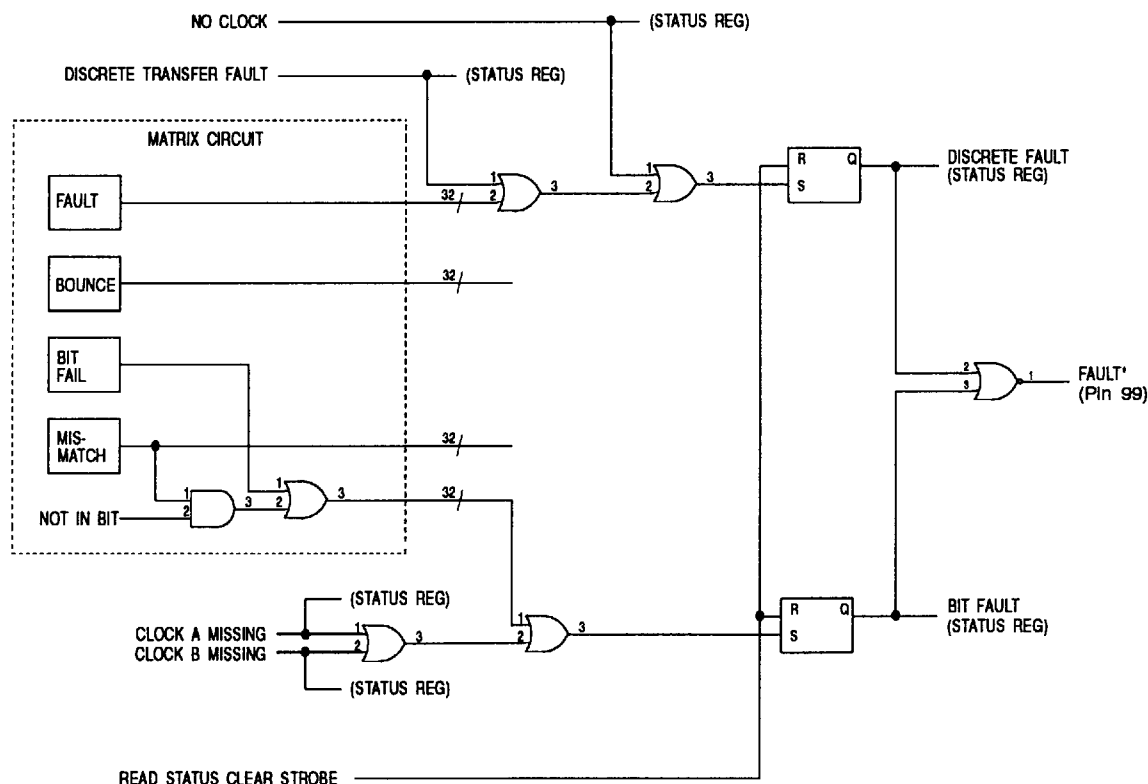 NO CLOCK
(STATUS REG)
DISCRETE TRANSFER FAULT
(STATUS REG)
MATRIX CIRCUIT
FAULT
32
1
2
3
1
2
3
R
S
Q
DISCRETE FAULT
(STATUS REG)
BOUNCE
32
BIT
FAIL
2
3
1
FAULT'
(Pin 99)
MIS-
MATCH
32
1
2
3
1
2
3
32
NOT IN BIT
(STATUS REG)
CLOCK A MISSING
CLOCK B MISSING
1
2
3
(STATUS REG)
1
2
3
R
S
Q
BIT FAULT
(STATUS REG)
READ STATUS CLEAR STROBE